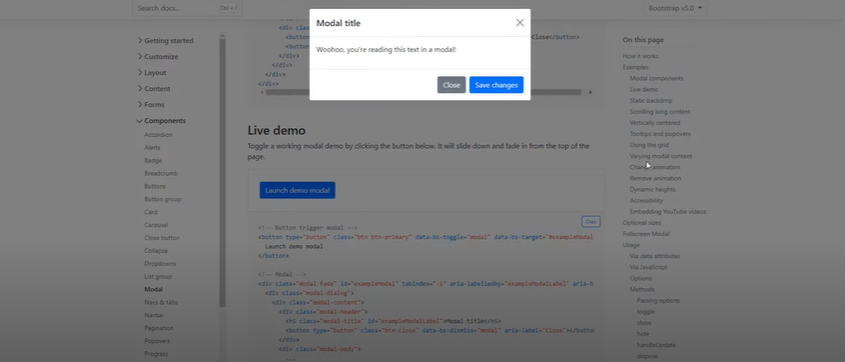 Search docs...
Ctrl + /
Bootstrap v5.0
Getting started
Customize
Layout
Content
Forms
Components
Accordion
Alerts
Badge
Breadcrumb
Buttons
Button group
Card
Carousel
Close button
Collapse
Dropdowns
List group
Modal
Navs & tabs
Navbar
Pagination
Popovers
Progress
Modal title
Woohoo, you're reading this text in a modal!
Close
Save changes
<div clas
<button
<button
Close</button>
</div>
</div>
</div>
</div>
Live demo
Toggle a working modal demo by clicking the button below. It will slide down and fade in from the top of the
page.
Launch demo modal
Copy
<!-- Button trigger modal -->
<button type="button" class="btn btn-primary" data-bs-toggle="modal" data-bs-target="#exampleModal
Launch demo modal
</button>
<!-- Modal -->
<div class="modal fade" id="exampleModal" tabindex="-1" aria-labelledby="exampleModalLabel" aria-h
<div class="modal-dialog">
<div class="modal-content">
<div class="modal-header">
<h5 class="modal-title" id="exampleModalLabel">Modal title</h5>
<button type="button" class="btn-close" data-bs-dismiss="modal" aria-label="Close"></button
</div>
<div class="modal-body">
On this page
How it works
Examples
Modal components
Live demo
Static backdrop
Scrolling long content
Vertically centered
Tooltips and popovers
Using the grid
Varying modal content
animation
Remove animation
Dynamic heights
Accessibility
Embedding YouTube videos
Optional sizes
Fullscreen Modal
Usage
Via data attributes
Via JavaScript
Options
Methods
Passing options
toggle
show
hide
handleUpdate
dispose